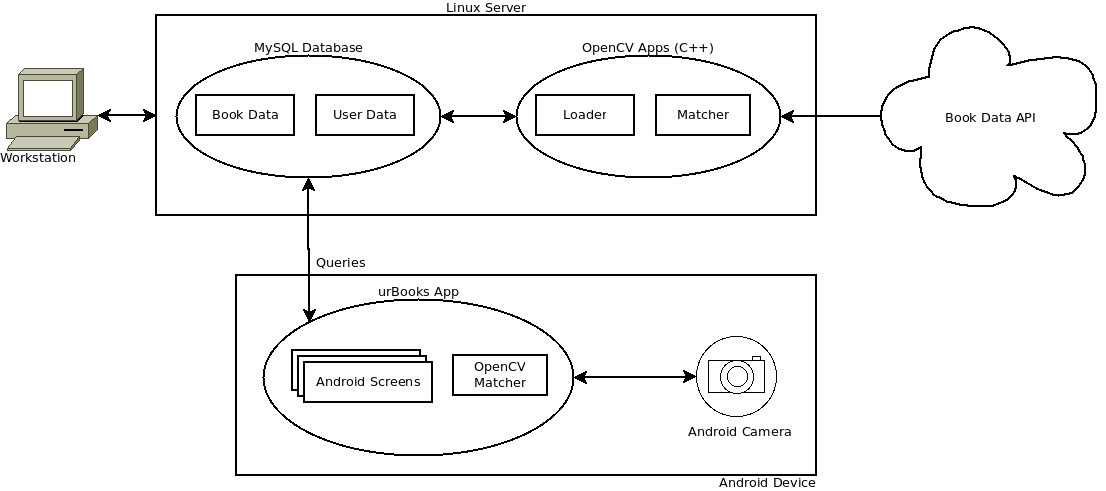 Linux Server
MySQL Database
OpenCV Apps (C++)
Book Data
User Data
Loader
Matcher
Book Data API
Workstation
Queries
urBooks App
Android Screens
OpenCV
Matcher
Android Camera
Android Device